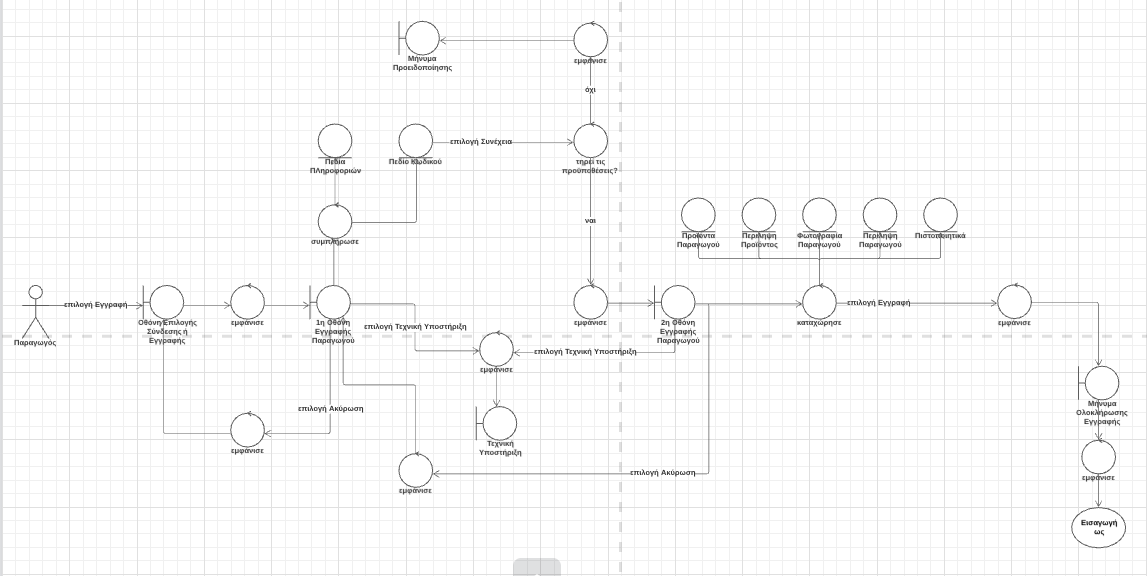 Μήνυμα
Προειδοποίησης
εμφάνισε
όχι
επιλογή Συνέχεια
Πεδία
ΠΛηροφοριών
Πεδίο Κωδικού
τηρεί τις
προϋποθέσεις?
ναι
συμπλήρωσε
Προϊόντα
Παραγωγού
Περίληψη
Προϊόντος
Φωτογραφία
Παραγωγού
Περίληψη
Παραγωγού
Πιστοποιητικά
επιλογή Εγγραφή
Παραγωγός
Οθόνη Επιλογής
Σύνδεσης ή
Εγγραφής
εμφάνισε
1η Οθόνη
Εγγραφής
Παραγωγού
εμφάνισε
2η Οθόνη
Εγγραφής
Παραγωγού
καταχώρησε
επιλογή Εγγραφή
εμφάνισε
επιλογή Τεχνική Υποστήριξη
επιλογή Τεχνική Υποστήριξη
εμφάνισε
επιλογή Ακύρωση
εμφάνισε
Τεχνική
Υποστήριξη
Μήνυμα
Ολοκλήρωσης
Εγγραφής
επιλογή Ακύρωση
εμφάνισε
εμφάνισε
Εισαγωγή
ως